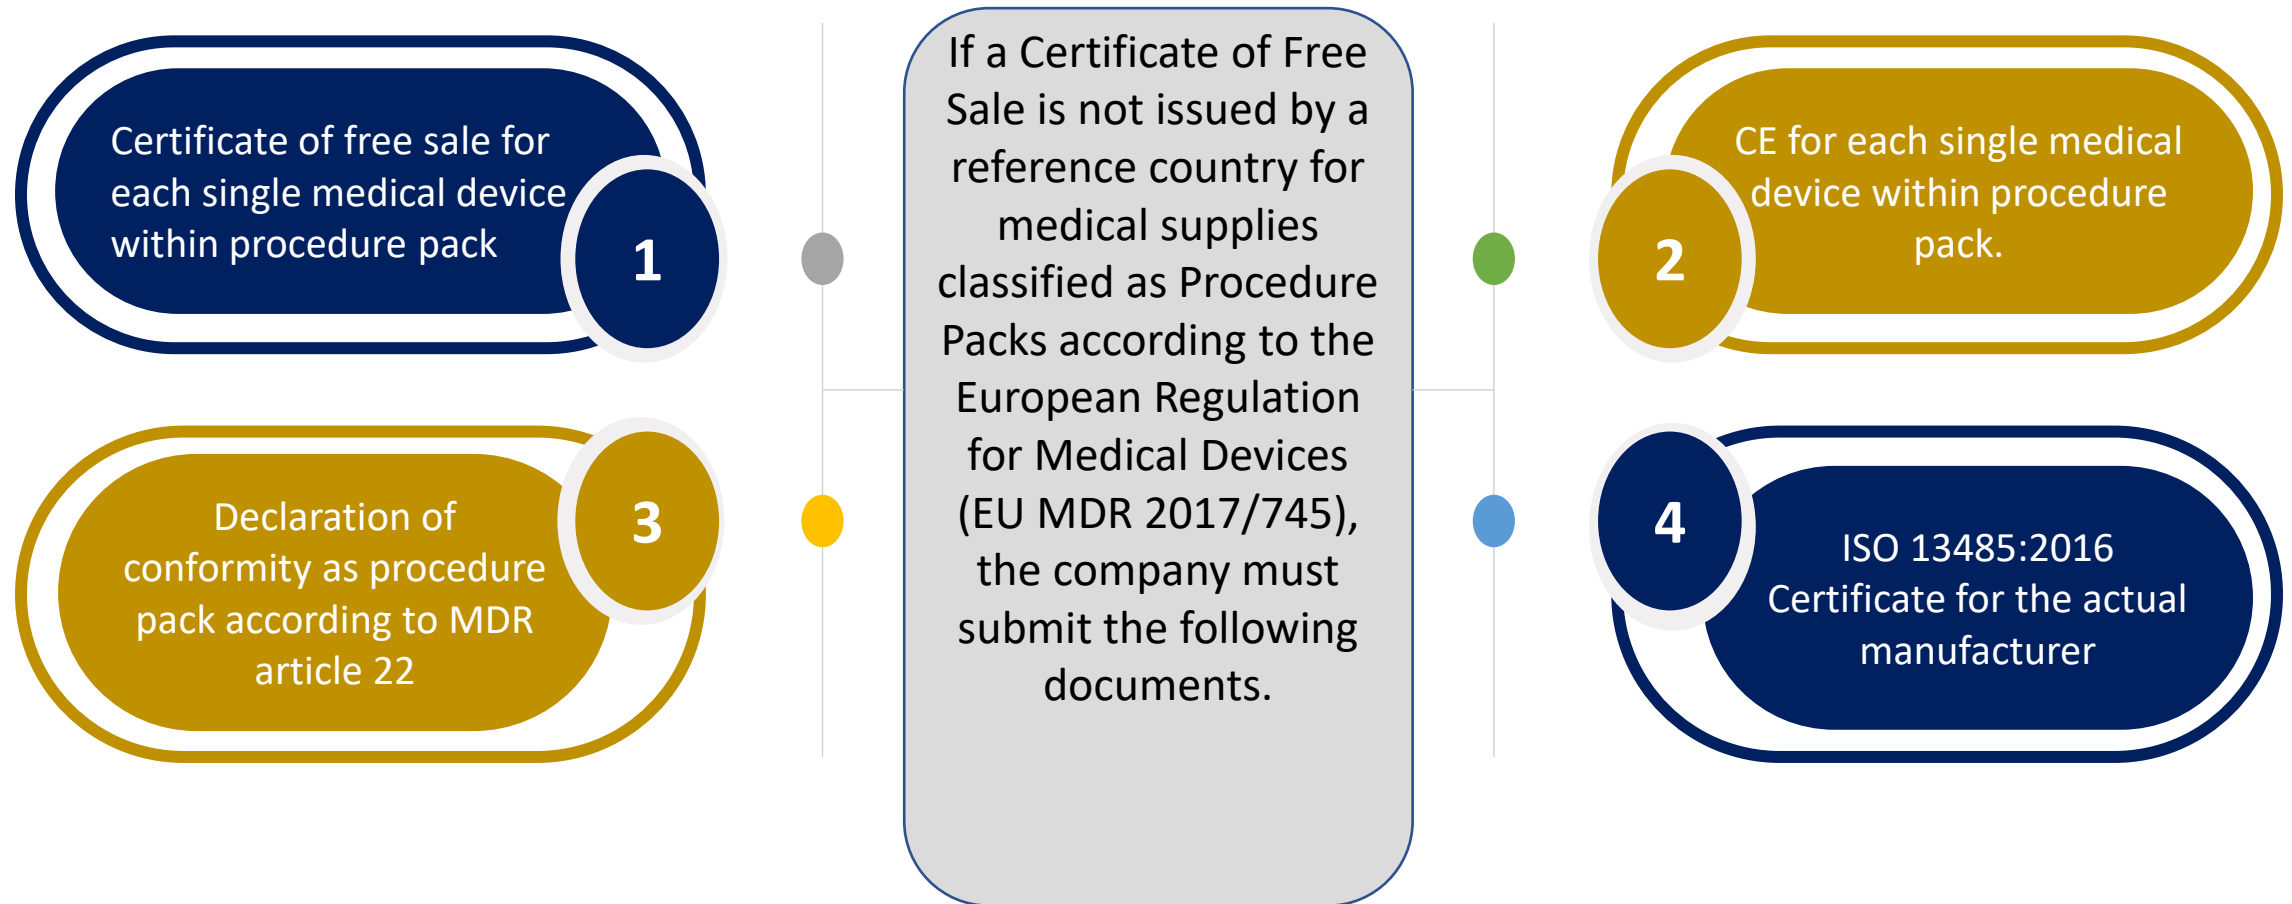 If a Certificate of Free
Sale is not issued by a
reference country for
medical supplies
classified as Procedure
Packs according to the
European Regulation
for Medical Devices
(EU MDR 2017/745),
the company must
submit the following
documents.
Certificate of free sale for
each single medical device
within procedure pack
1
CE for each single medical
device within procedure
pack.
2
Declaration of
conformity as procedure
pack according to MDR
article 22
3
ISO 13485:2016
Certificate for the actual
manufacturer
4